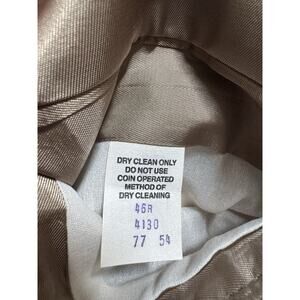 DRY CLEAN ONLY
DO NOT USE
COIN OPERATED
METHOD OF
DRY CLEANING
46R
4130
77 54